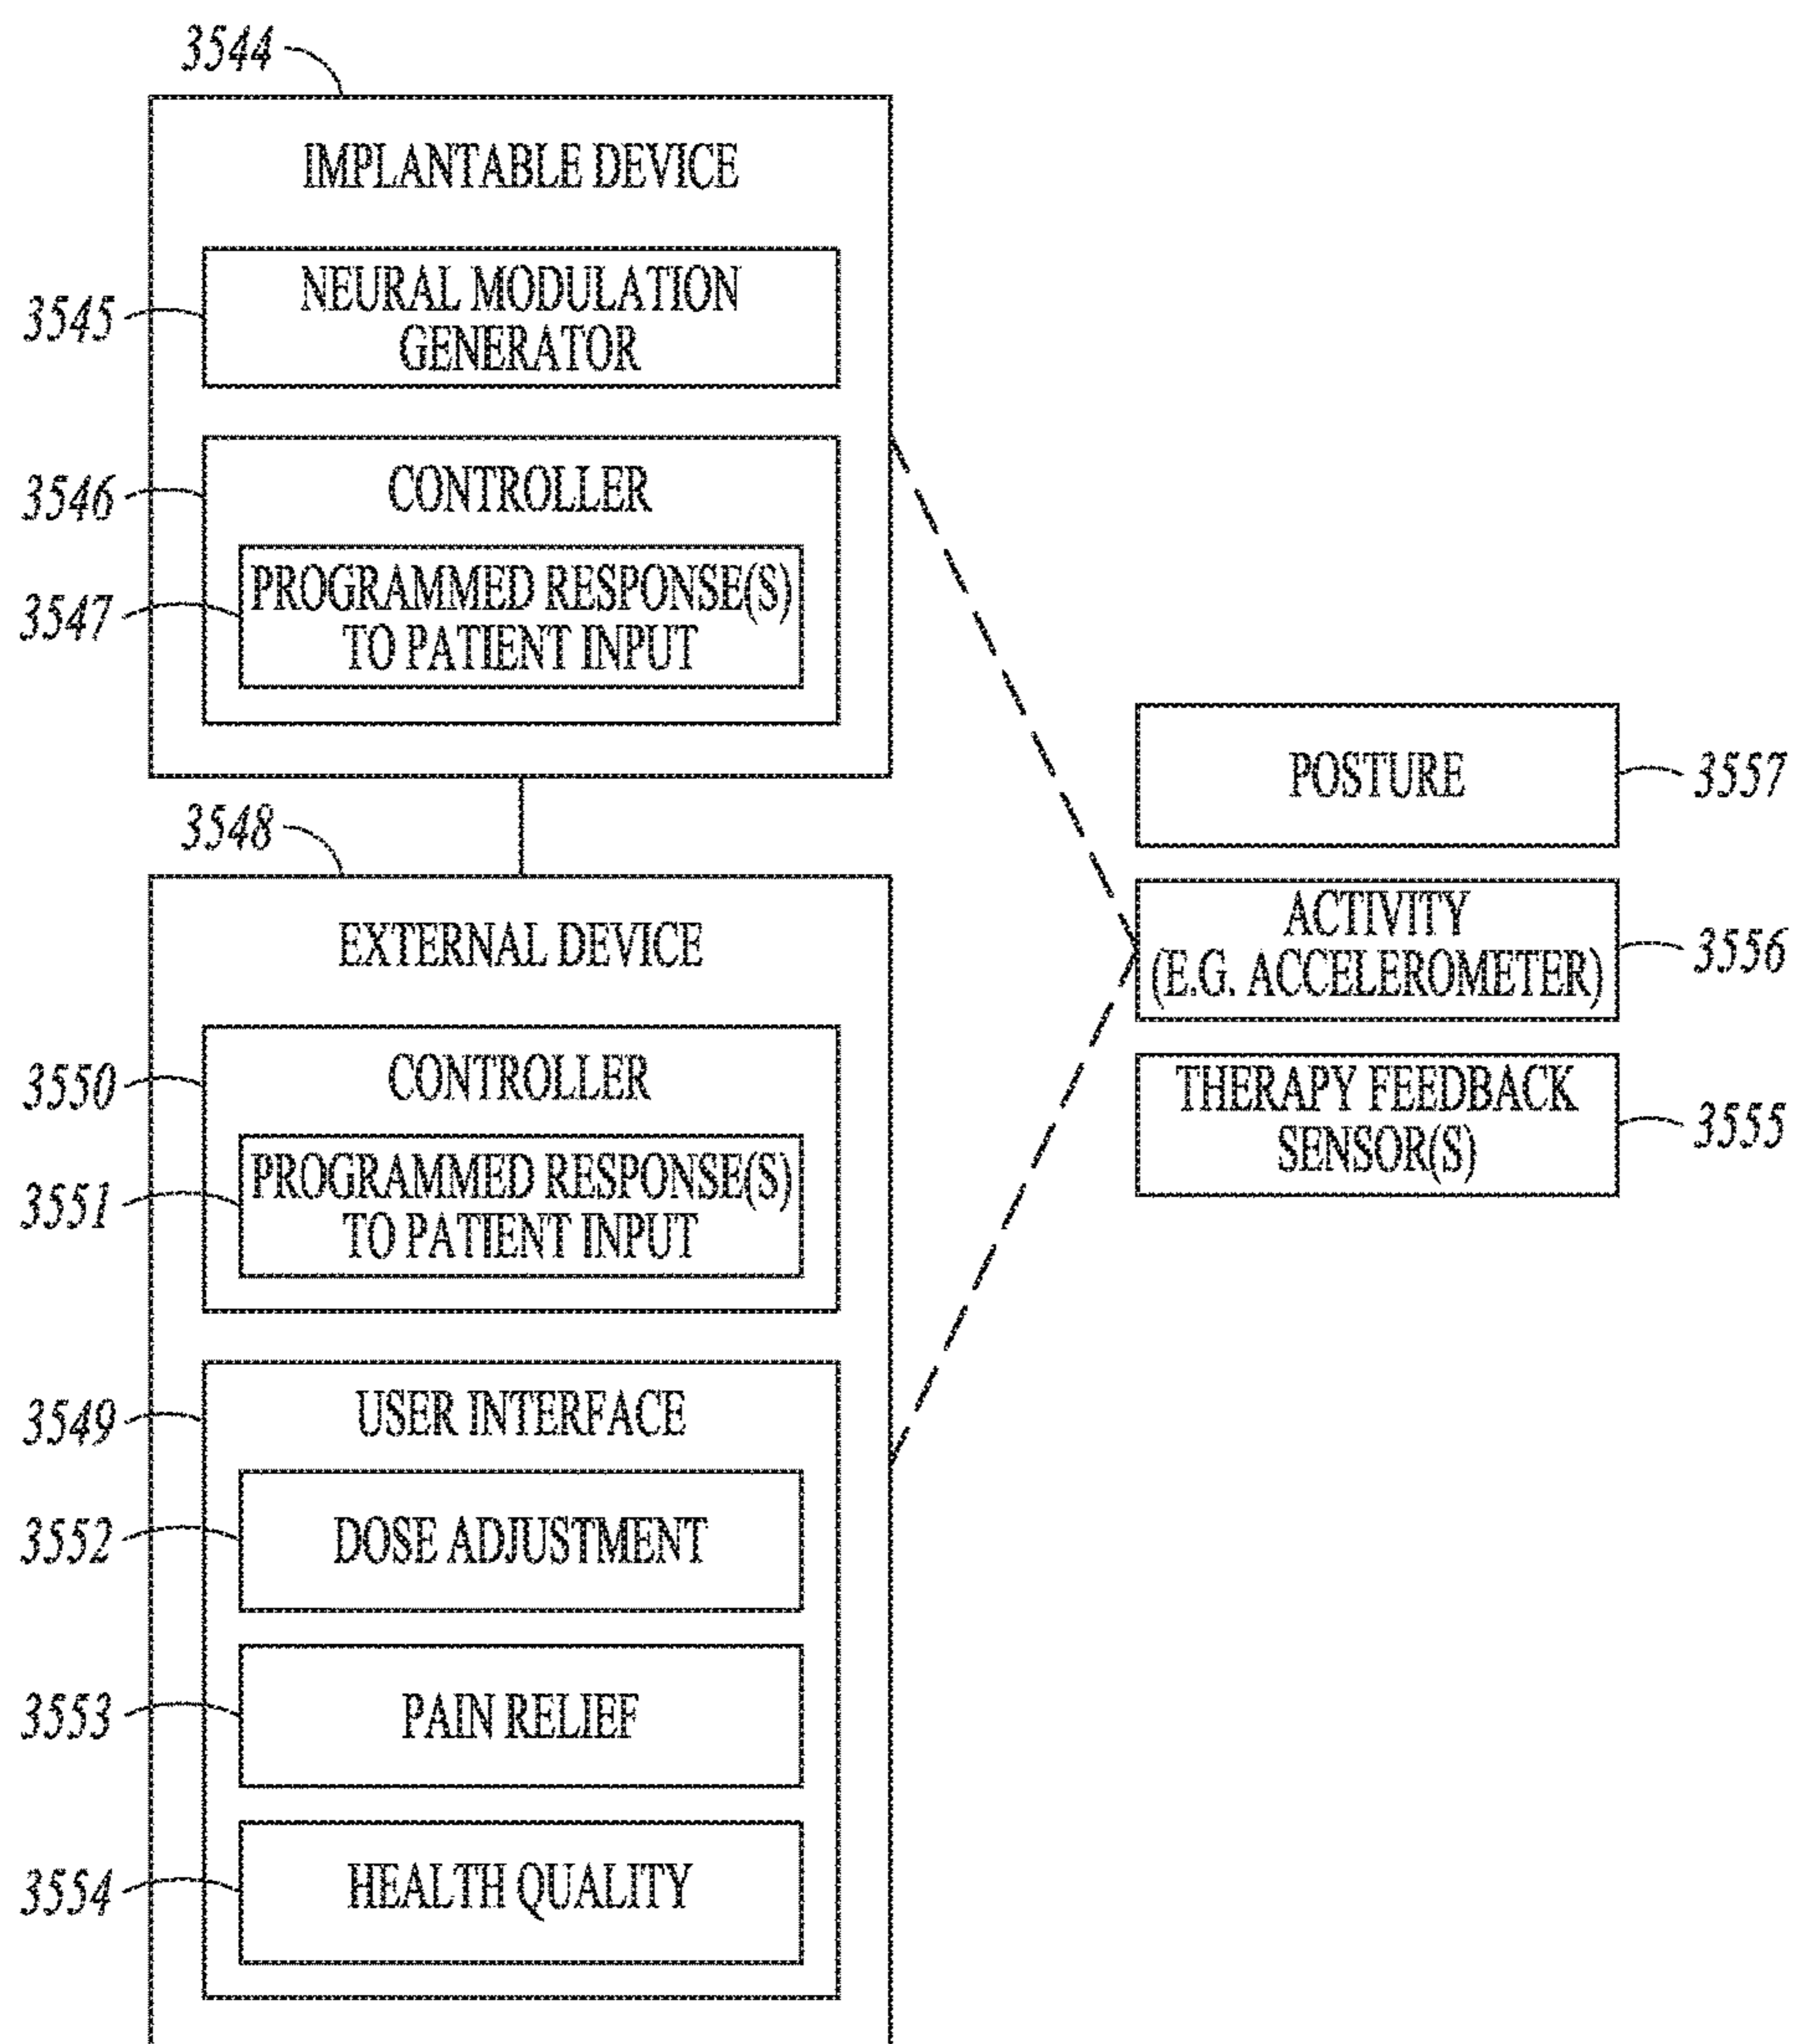 3544
IMPLANTABLE DEVICE
3545
NEURAL MODULATION
GENERATOR
3546
CONTROLLER
3547
PROGRAMMED RESPONSE(S)
TO PATIENT INPUT
3548
EXTERNAL DEVICE
3550
CONTROLLER
3551
PROGRAMMED RESPONSE(S)
TO PATIENT INPUT
3549
USER INTERFACE
3552
DOSE ADJUSTMENT
3553
PAIN RELIEF
3554
HEALTH QUALITY
POSTURE
3557
ACTIVITY
(E.G. ACCELEROMETER)
3556
THERAPY FEEDBACK
SENSOR(S)
3555